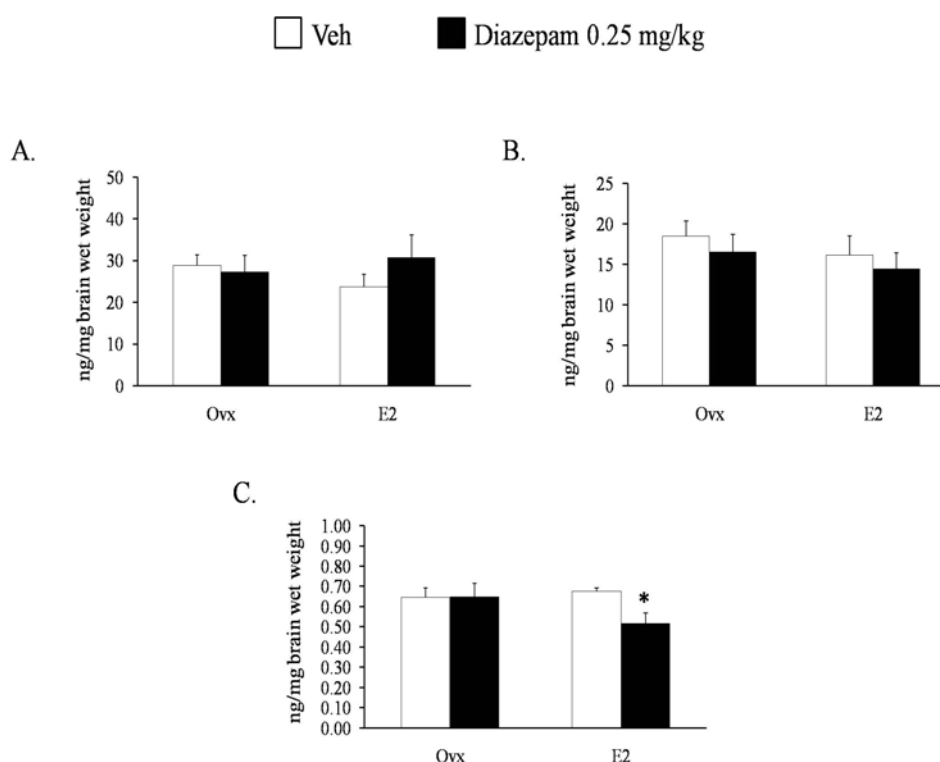 Veh Diazepam 0.25 mg/kg
A.
ng/mg brain wet weight
50
40
30
20
10
0
Ovx E2
B.
ng/mg brain wet weight
25
20
15
10
5
0
Ovx E2
C.
ng/mg brain wet weight
1.00
0.90
0.80
0.70
0.60
0.50
0.40
0.30
0.20
0.10
0.00
*
Ovx E2